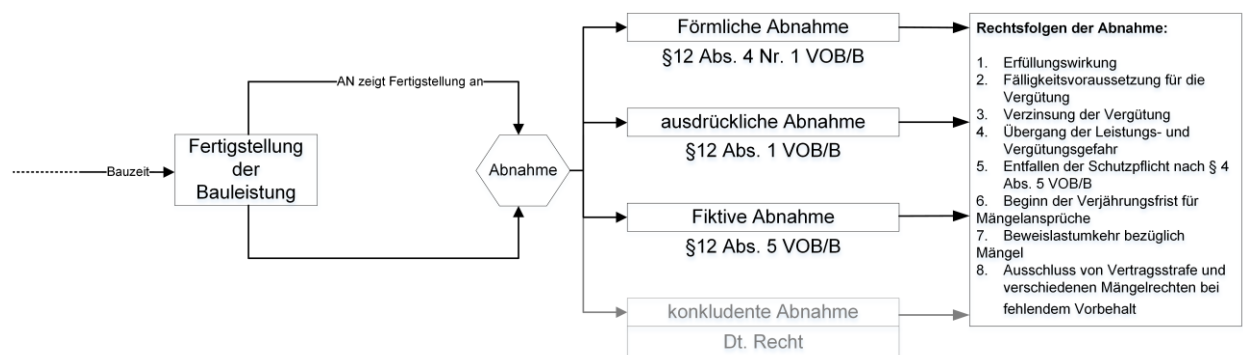 Bauzeit
Fertigstellung
der
Bauleistung
AN zeigt Fertigstellung an
Abnahme
Förmliche Abnahme
§12 Abs. 4 Nr. 1 VOB/B
ausdrückliche Abnahme
§12 Abs. 1 VOB/B
Fiktive Abnahme
§12 Abs. 5 VOB/B
konkludente Abnahme
Dt. Recht
Rechtsfolgen der Abnahme:
1. Erfüllungswirkung
2. Fälligkeitsvoraussetzung für die
Vergütung
3. Verzinsung der Vergütung
4. Übergang der Leistungs- und
Vergütungsgefahr
5. Entfallen der Schutzpflicht nach § 4
Abs. 5 VOB/B
6. Beginn der Verjährungsfrist für
Mängelansprüche
7. Beweislastumkehr bezüglich
Mängel
8. Ausschluss von Vertragsstrafe und
verschiedenen Mängelrechten bei
fehlendem Vorbehalt